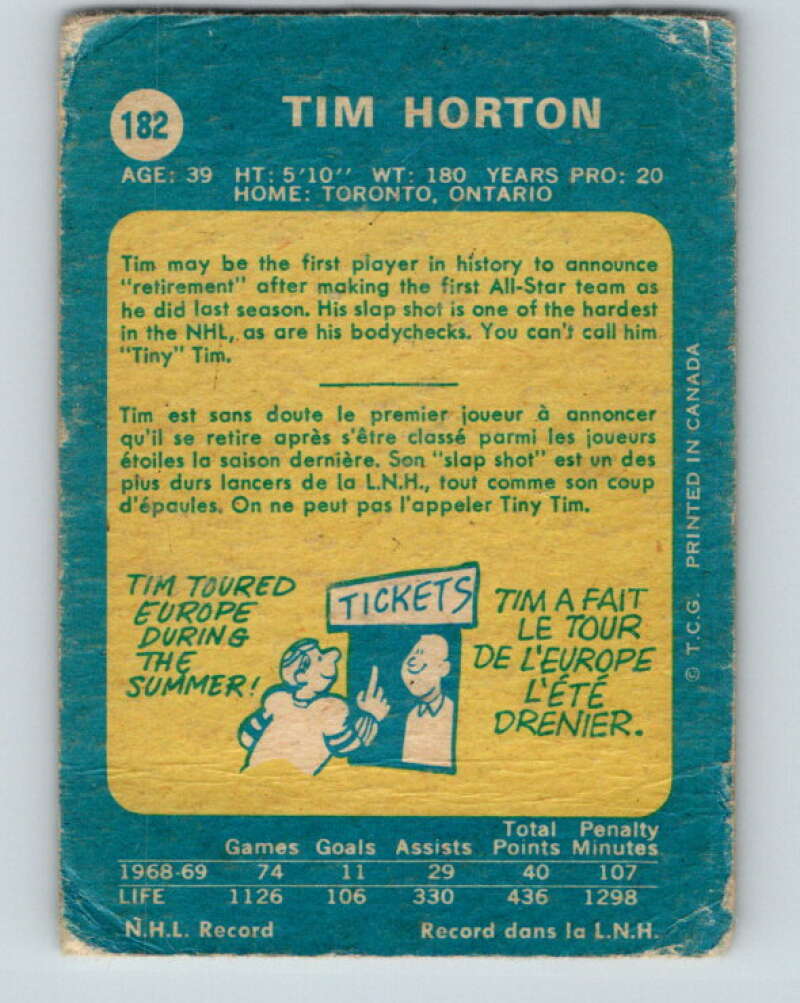 182
TIM HORTON
AGE: 39 HT: 5'10'' WT: 180 YEARS PRO: 20
HOME: TORONTO, ONTARIO
Tim may be the first player in history to announce
"retirement" after making the first All-Star team as
he did last season. His slap shot is one of the hardest
in the NHL, as are his bodychecks. You can't call him
"Tiny" Tim.
Tim est sans doute le premier joueur à annoncer
qu'il se retire après s'être classé parmi les joueurs
étoiles la saison dernière. Son "slap shot" est un des
plus durs lancers de la L.N.H., tout comme son coup
d'épaules. On ne peut pas l'appeler Tiny Tim.
TIM TOURED
EUROPE
DURING
THE
SUMMER!
TICKETS
TIM A FAIT
LE TOUR
DE L'EUROPE
L'ÉTÉ
DRENIER.
© T.C.G. PRINTED IN CANADA
Games Goals Assists Total Points Penalty Minutes
1968-69 74 11 29 40 107
LIFE 1126 106 330 436 1298
N.H.L. Record Record dans la L.N.H.